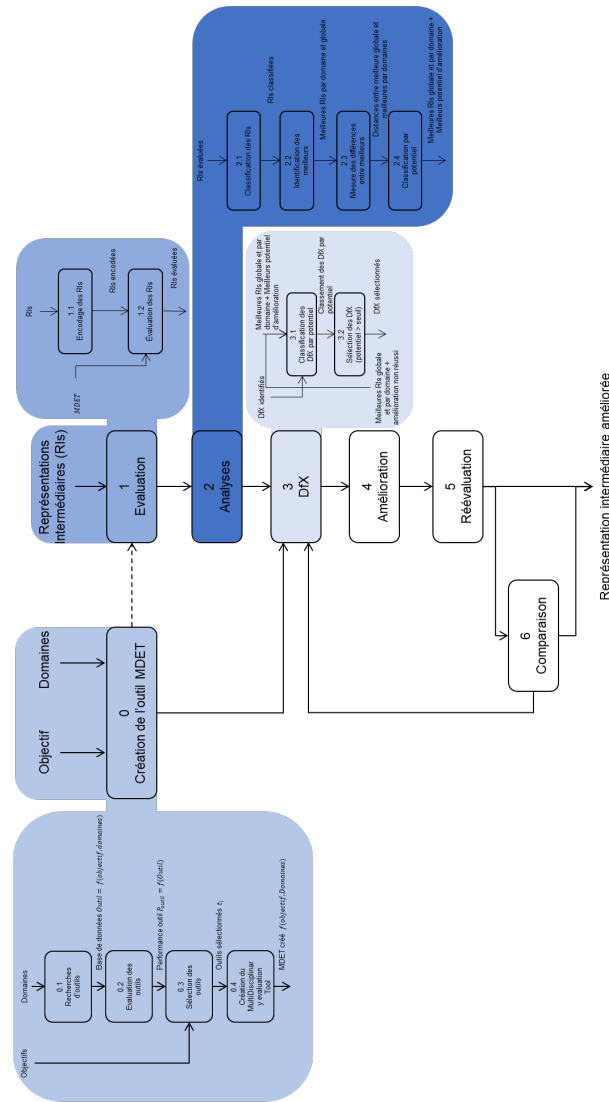 Domaines
Objectifs
0.1
Recherches
d'outils
Base de données Outil = f(objectif.domaines)
0.2
Evaluation des
outils
Performance outil P_outil = f(Outil)
0.3
Sélection des
outils
Outils sélectionnés t_i
0.4
Création du
MultiDisciplinar
y evaluation
Tool
MDET créé f(objectif.Domaines)
Objectif
Domaines
0
Création de l'outil MDET
Représentations
Intermédiaires (RIs)
1
Evaluation
2
Analyses
3
DfX
4
Amélioration
5
Réévaluation
6
Comparaison
Représentation intermédiaire améliorée
RIs
MDET
1.1
Encodage des RIs
RIs encodées
1.2
Évaluation des RIs
RIs évaluées
RIs évaluées
2.1
Classification des RIs
RIs classifiées
2.2
Identification des
meilleurs
Meilleures RIs par domaine et globale
2.3
Mesure des différences
entre meilleurs
Distances entre meilleure globale et
meilleures par domaines
2.4
Classification par
potentiel
Meilleures RIs globale et par domaine +
Meilleurs potentiel d'amélioration
DfX identifiés
Meilleures RIs globale et par
domaine + Meilleurs potentiel
d'amélioration
3.1
Classification des
DfX par potentiel
Classement des DfX par
potentiel
3.2
Sélection des DfX
(potentiel > seuil)
DfX sélectionnés
Meilleures RIs globale
et par domaine +
amélioration non réussi